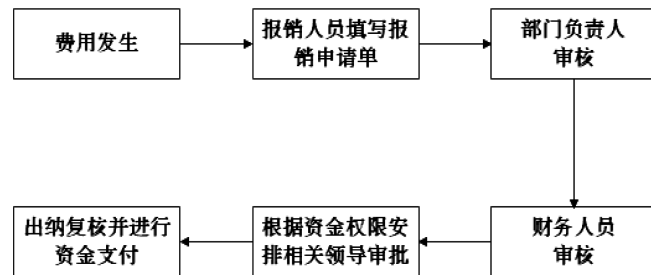 费用发生
报销人员填写报
销申请单
部门负责人
审核
财务人员
审核
根据资金权限安
排相关领导审批
出纳复核并进行
资金支付